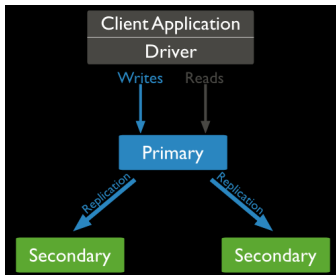 Client Application
Driver
Writes Reads
Primary
Replication Replication
Secondary Secondary